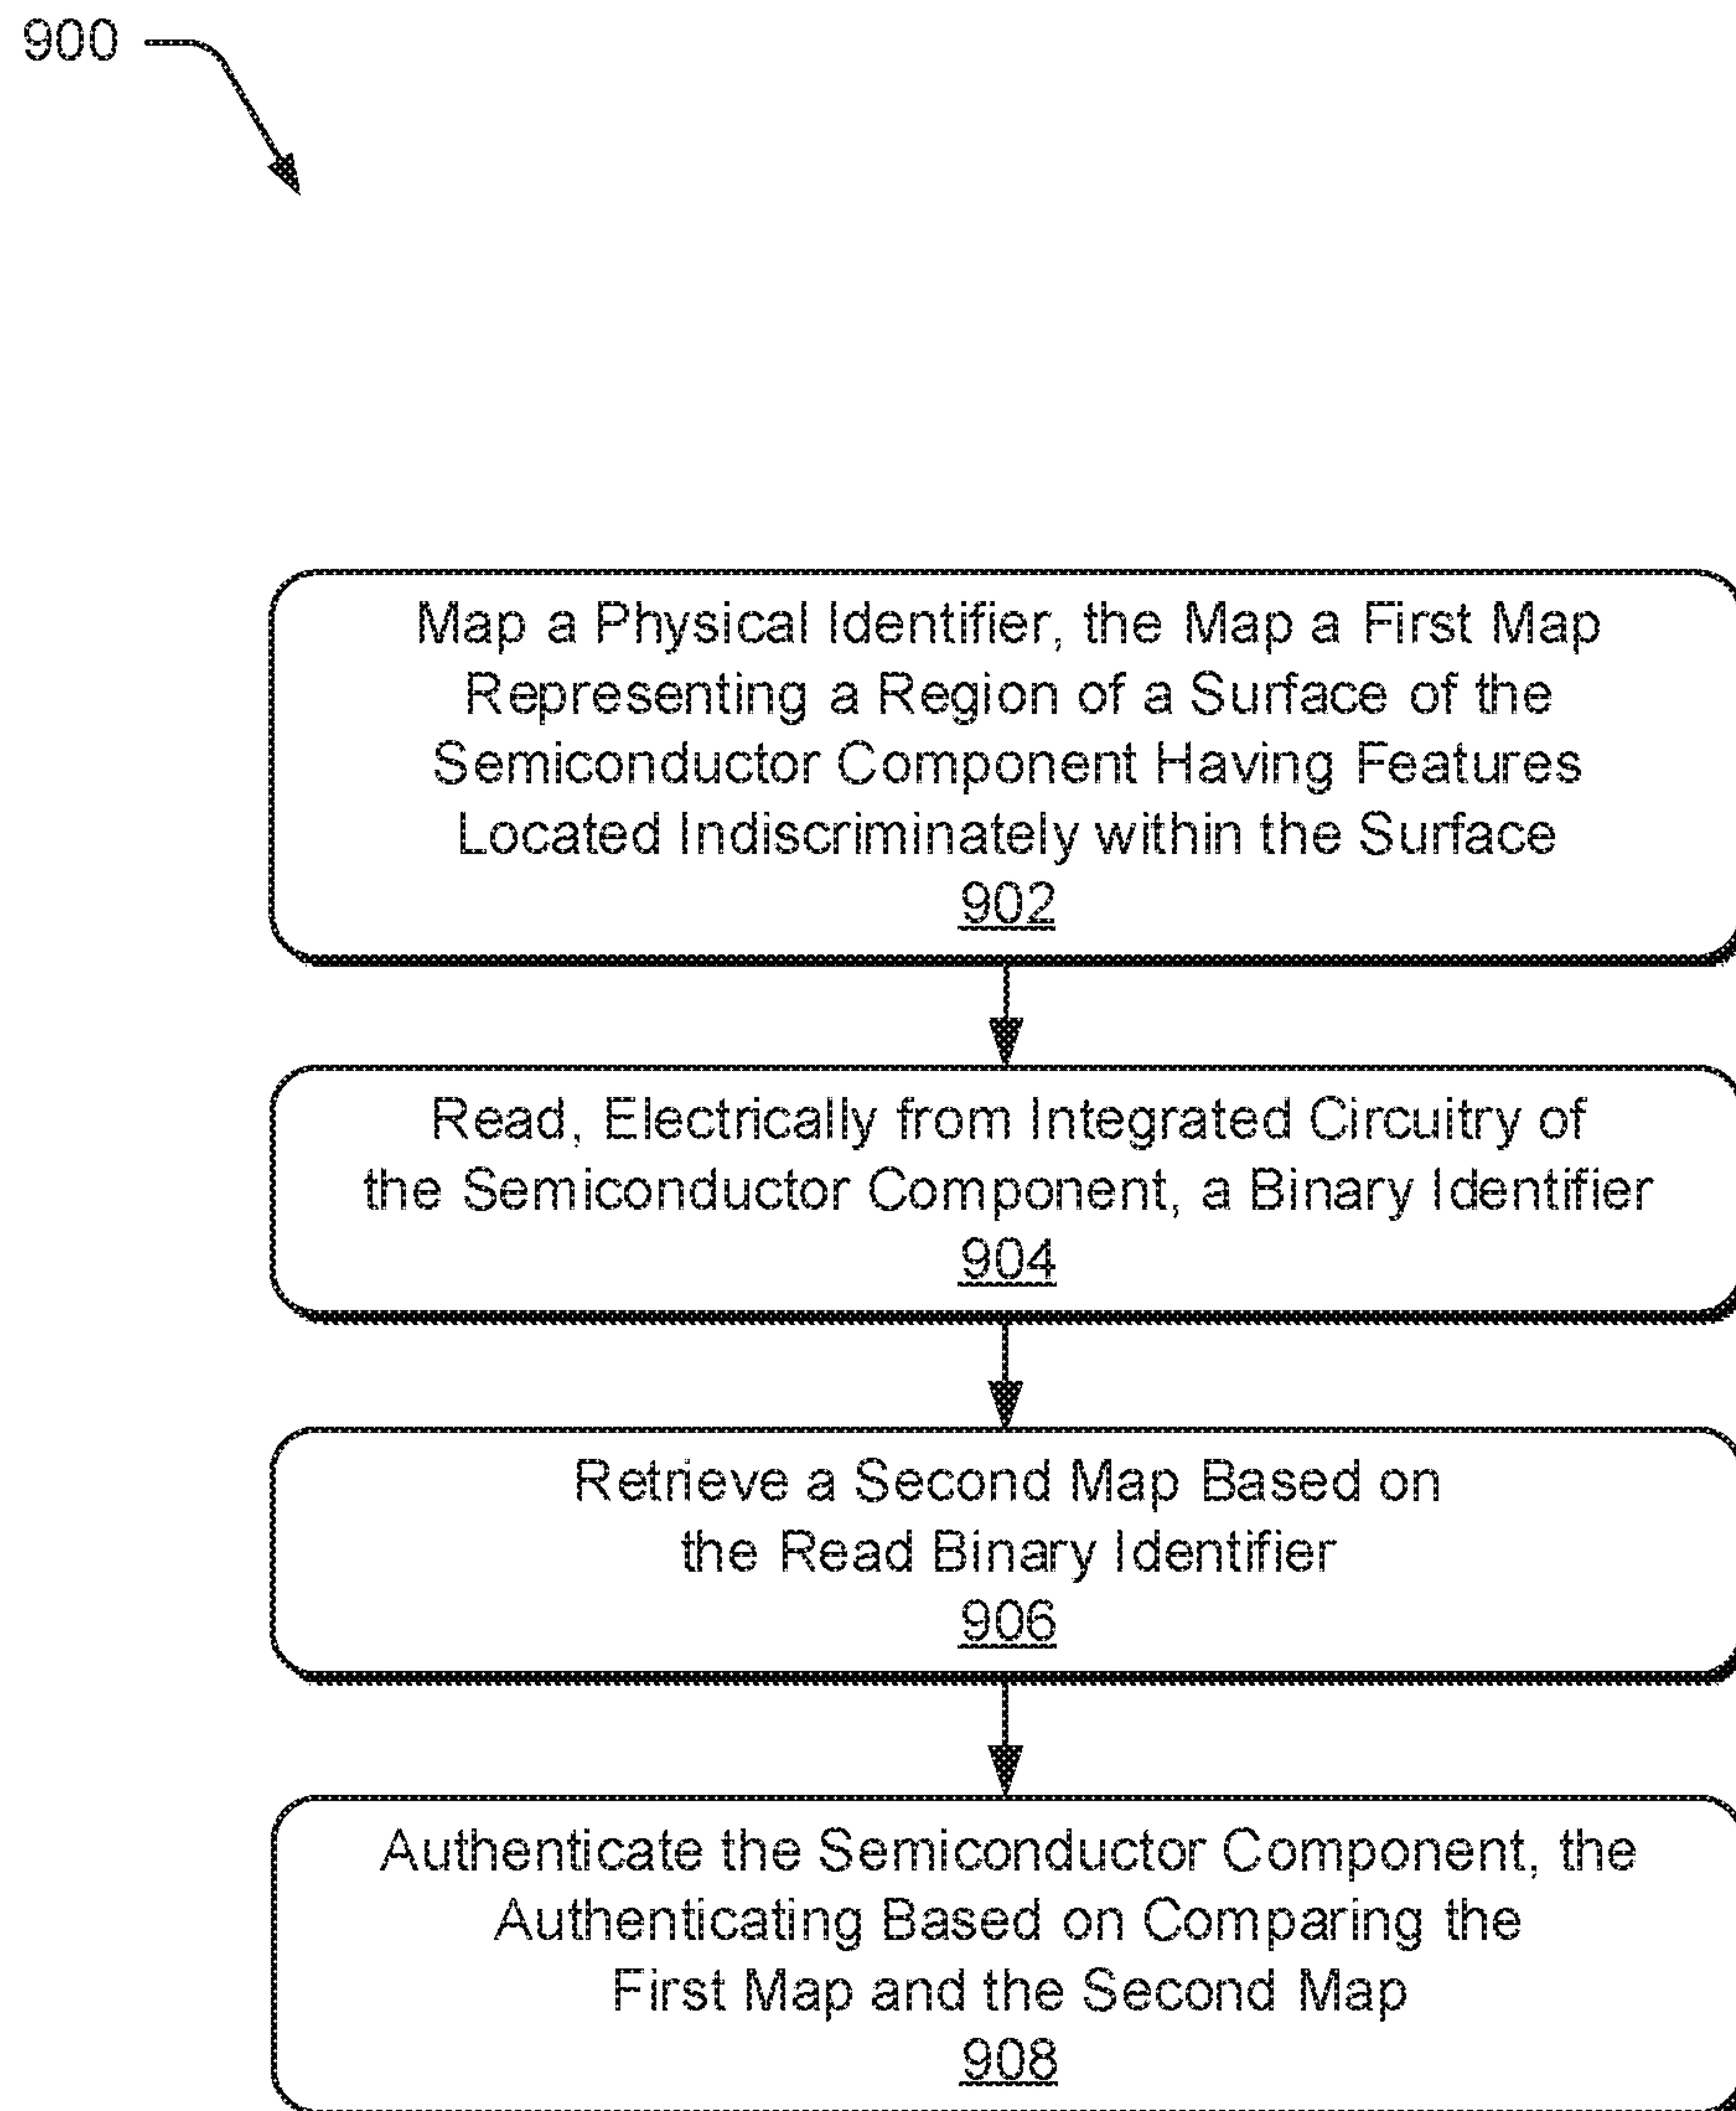 900
Map a Physical Identifier, the Map a First Map
Representing a Region of a Surface of the
Semiconductor Component Having Features
Located Indiscriminately within the Surface
902
Read, Electrically from Integrated Circuitry of
the Semiconductor Component, a Binary Identifier
904
Retrieve a Second Map Based on
the Read Binary Identifier
906
Authenticate the Semiconductor Component, the
Authenticating Based on Comparing the
First Map and the Second Map
908